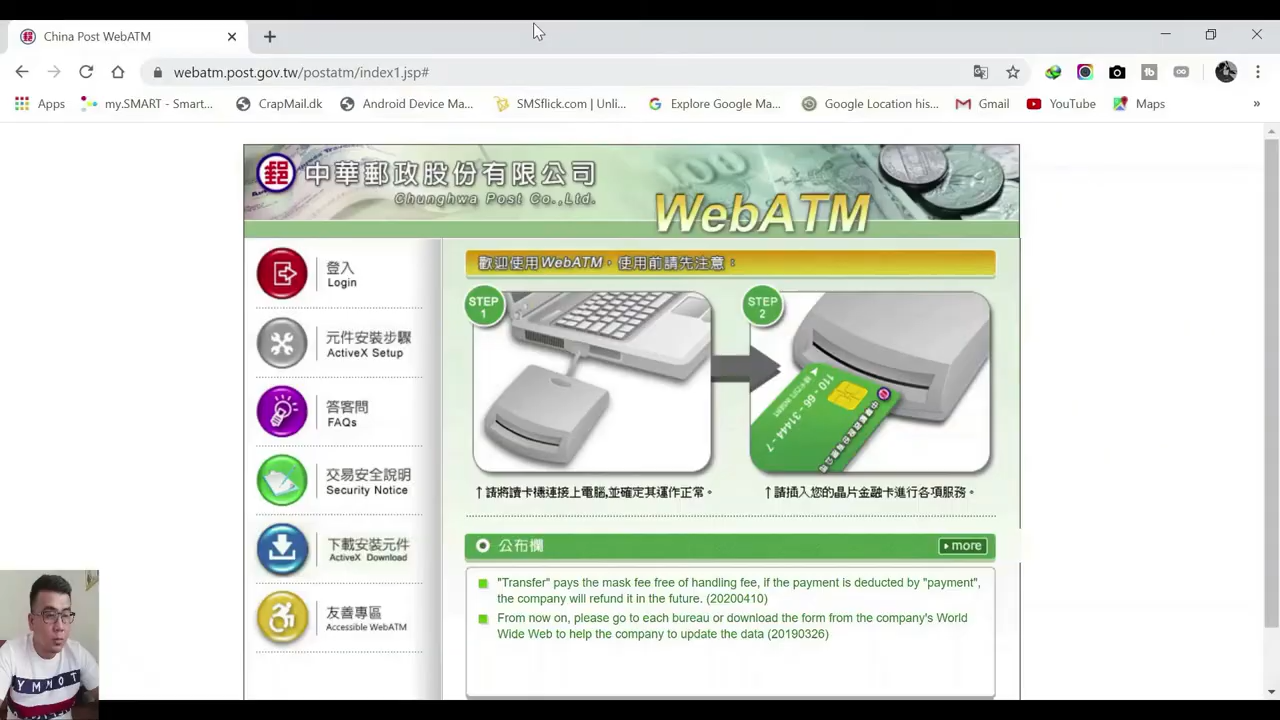 China Post WebATM
webatm.post.gov.tw/postatm/index1.jsp#
Apps
my.SMART - Smart...
CrapMail.dk
Android Device Ma...
SMSflick.com | Unli...
Explore Google Ma...
Google Location his...
Gmail
YouTube
Maps
»
郵
中華郵政股份有限公司
Chunghwa Post Co.,Ltd.
WebATM
登入
Login
元件安裝步驟
ActiveX Setup
答客問
FAQs
交易安全說明
Security Notice
下載安裝元件
ActiveX Download
友善專區
Accessible WebATM
歡迎使用WebATM，使用前請先注意：
STEP
1
STEP
2
↑請將讀卡機連接上電腦,並確定其運作正常。
↑請插入您的晶片金融卡進行各項服務。
公布欄
more
"Transfer" pays the mask fee free of handling fee, if the payment is deducted by "payment",
the company will refund it in the future. (20200410)
From now on, please go to each bureau or download the form from the company's World
Wide Web to help the company to update the data (20190326)